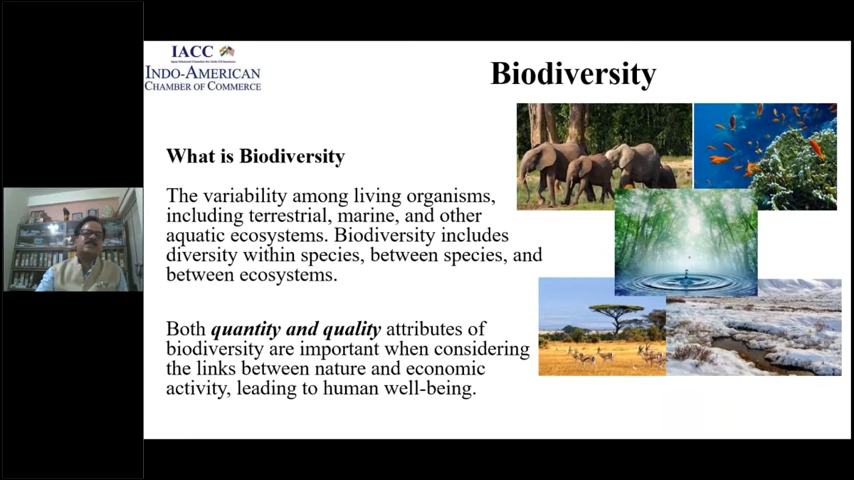 IACC
INDO-AMERICAN
CHAMBER OF COMMERCE
Biodiversity
What is Biodiversity
The variability among living organisms,
including terrestrial, marine, and other
aquatic ecosystems. Biodiversity includes
diversity within species, between species, and
between ecosystems.
Both quantity and quality attributes of
biodiversity are important when considering
the links between nature and economic
activity, leading to human well-being.